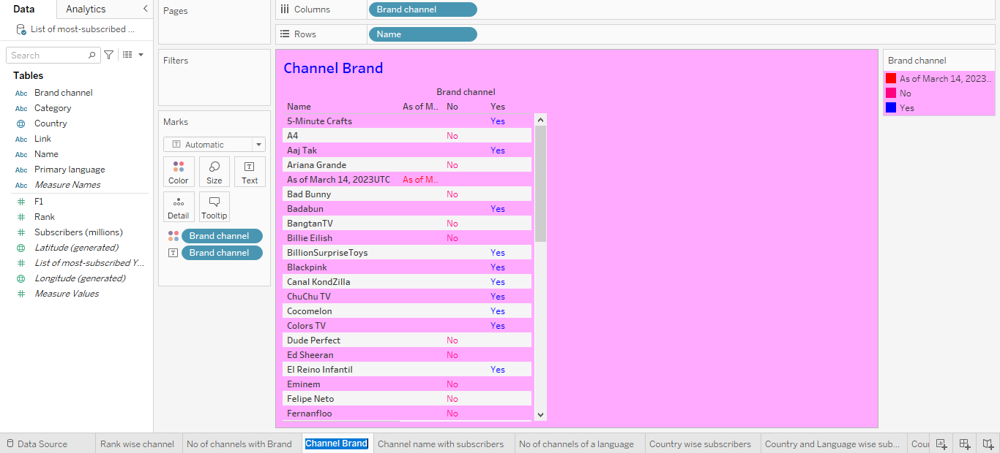 Data
Analytics
List of most-subscribed ...
Search
Tables
Abc Brand channel
Abc Category
Country
Abc Link
Abc Name
Abc Primary language
Abc Measure Names
F1
Rank
Subscribers (millions)
Latitude (generated)
List of most-subscribed Y...
Longitude (generated)
Measure Values
Pages
Filters
Marks
T Automatic
Color Size Text
Detail Tooltip
Brand channel
T Brand channel
Columns Brand channel
Rows Name
Channel Brand
Brand channel
Name As of M.. No Yes
5-Minute Crafts Yes
A4 No
Aaj Tak Yes
Ariana Grande No
As of March 14, 2023UTC As of M..
Bad Bunny No
Badabun Yes
BangtanTV No
Billie Eilish No
BillionSurpriseToys Yes
Blackpink Yes
Canal KondZilla Yes
ChuChu TV Yes
Cocomelon Yes
Colors TV Yes
Dude Perfect No
Ed Sheeran No
El Reino Infantil Yes
Eminem No
Felipe Neto No
Fernanfloo No
Brand channel
As of March 14, 2023..
No
Yes
Data Source Rank wise channel No of channels with Brand Channel Brand Channel name with subscribers No of channels of a language Country wise subscribers Country and Language wise sub... Cou